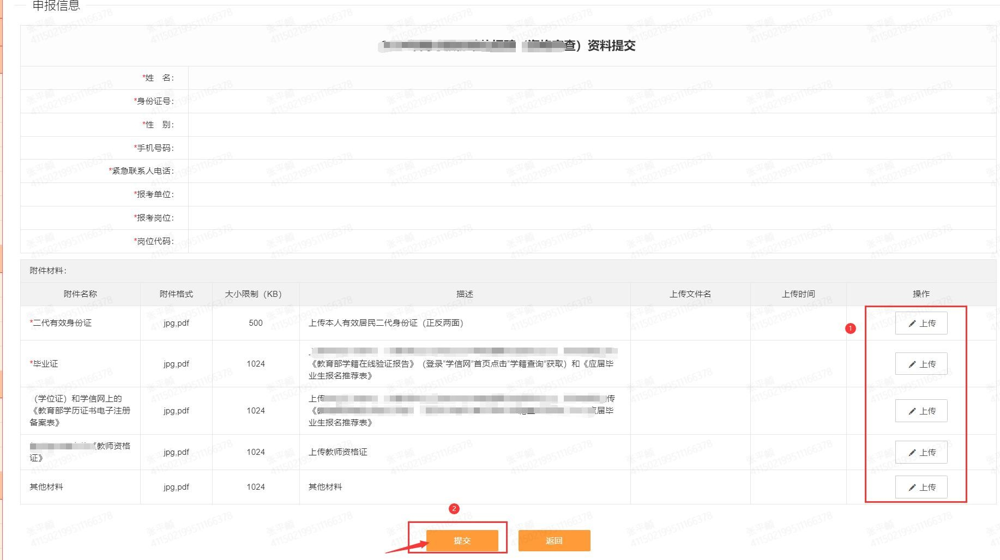 申报信息
查）资料提交
*姓 名：
*身份证号：
*性 别：
*手机号码：
*紧急联系人电话：
*报考单位：
*报考岗位：
*岗位代码：
附件材料：
附件名称 附件格式 大小限制（KB） 描述 上传文件名 上传时间 操作
*二代有效身份证 jpg,pdf 500 上传本人有效居民二代身份证（正反两面） 上传
1
*毕业证 jpg,pdf 1024 《教育部学籍在线验证报告》（登录“学信网”首页点击“学籍查询”获取）和《应届毕
业生报名推荐表》 上传
（学位证）和学信网上的
《教育部学历证书电子注册
备案表》 jpg,pdf 1024 上传 传
《 应届毕
业生报名推荐表》 上传
《教师资格
证》 jpg,pdf 1024 上传教师资格证 上传
其他材料 jpg,pdf 1024 其他材料 上传
2
提交 返回
411502199511166378